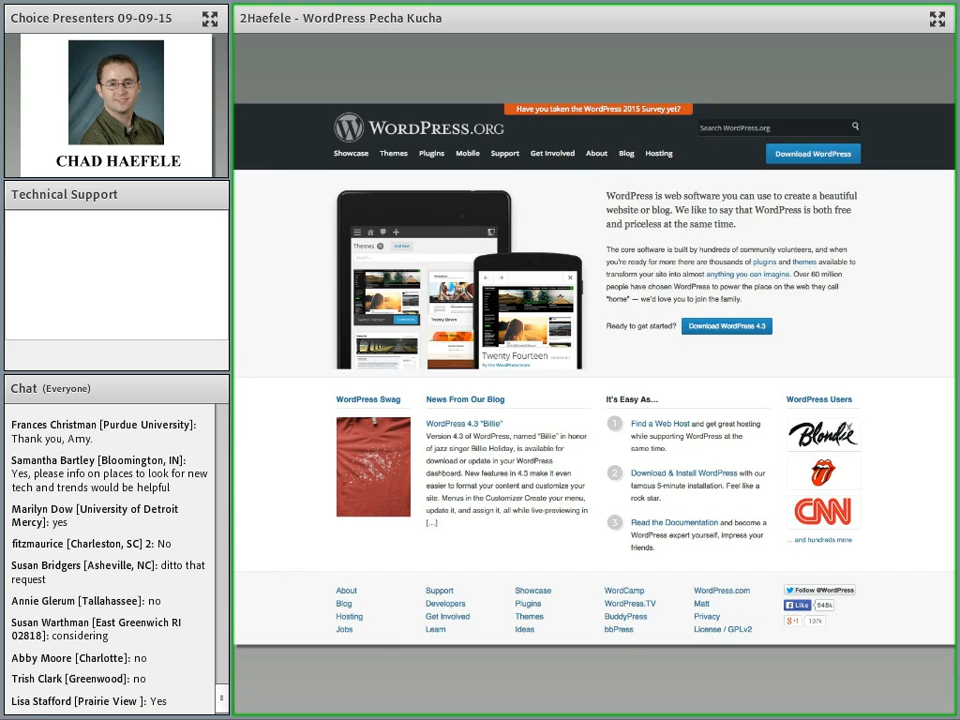 Choice Presenters 09-09-15
CHAD HAEFELE
Technical Support
Chat (Everyone)
Frances Christman [Purdue University]:
Thank you, Amy.
Samantha Bartley [Bloomington, IN]:
Yes, please info on places to look for new
tech and trends would be helpful
Marilyn Dow [University of Detroit
Mercy]: yes
fitzmaurice [Charleston, SC] 2: No
Susan Bridgers [Asheville, NC]: ditto that
request
Annie Glerum [Tallahassee]: no
Susan Warthman [East Greenwich RI
02818]: considering
Abby Moore [Charlotte]: no
Trish Clark [Greenwood]: no
Lisa Stafford [Prairie View ]: Yes
2Haefele - WordPress Pecha Kucha
Have you taken the WordPress 2015 Survey yet?
WORDPRESS.ORG
Search WordPress.org
Showcase Themes Plugins Mobile Support Get Involved About Blog Hosting
Download WordPress
Themes
Add New
Twenty Fourteen
By the WordPress team
WordPress is web software you can use to create a beautiful
website or blog. We like to say that WordPress is both free
and priceless at the same time.
The core software is built by hundreds of community volunteers, and when
you're ready for more there are thousands of plugins and themes available to
transform your site into almost anything you can imagine. Over 60 million
people have chosen WordPress to power the place on the web they call
"home" — we'd love you to join the family.
Ready to get started? Download WordPress 4.3
WordPress Swag
News From Our Blog
WordPress 4.3 "Billie"
Version 4.3 of WordPress, named "Billie" in honor
of jazz singer Billie Holiday, is available for
download or update in your WordPress
dashboard. New features in 4.3 make it even
easier to format your content and customize your
site. Menus in the Customizer Create your menu,
update it, and assign it, all while live-previewing in
[...]
It's Easy As...
1 Find a Web Host and get great hosting
while supporting WordPress at the
same time.
2 Download & Install WordPress with our
famous 5-minute installation. Feel like a
rock star.
3 Read the Documentation and become a
WordPress expert yourself, impress your
friends.
WordPress Users
Blondie
CNN
... and hundreds more
About Support Showcase WordCamp WordPress.com Follow @WordPress
Blog Developers Plugins WordPress.TV Matt Like 948k
Hosting Get Involved Themes BuddyPress Privacy g+1 107k
Jobs Learn Ideas bbPress License / GPLv2